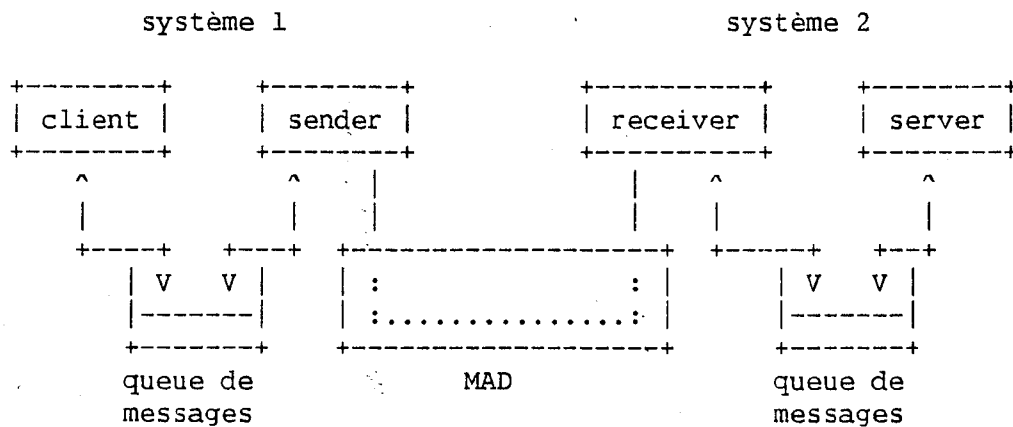 système 1 système 2
client sender receiver server
V V : : V V
:................:
queue de MAD queue de
messages messages